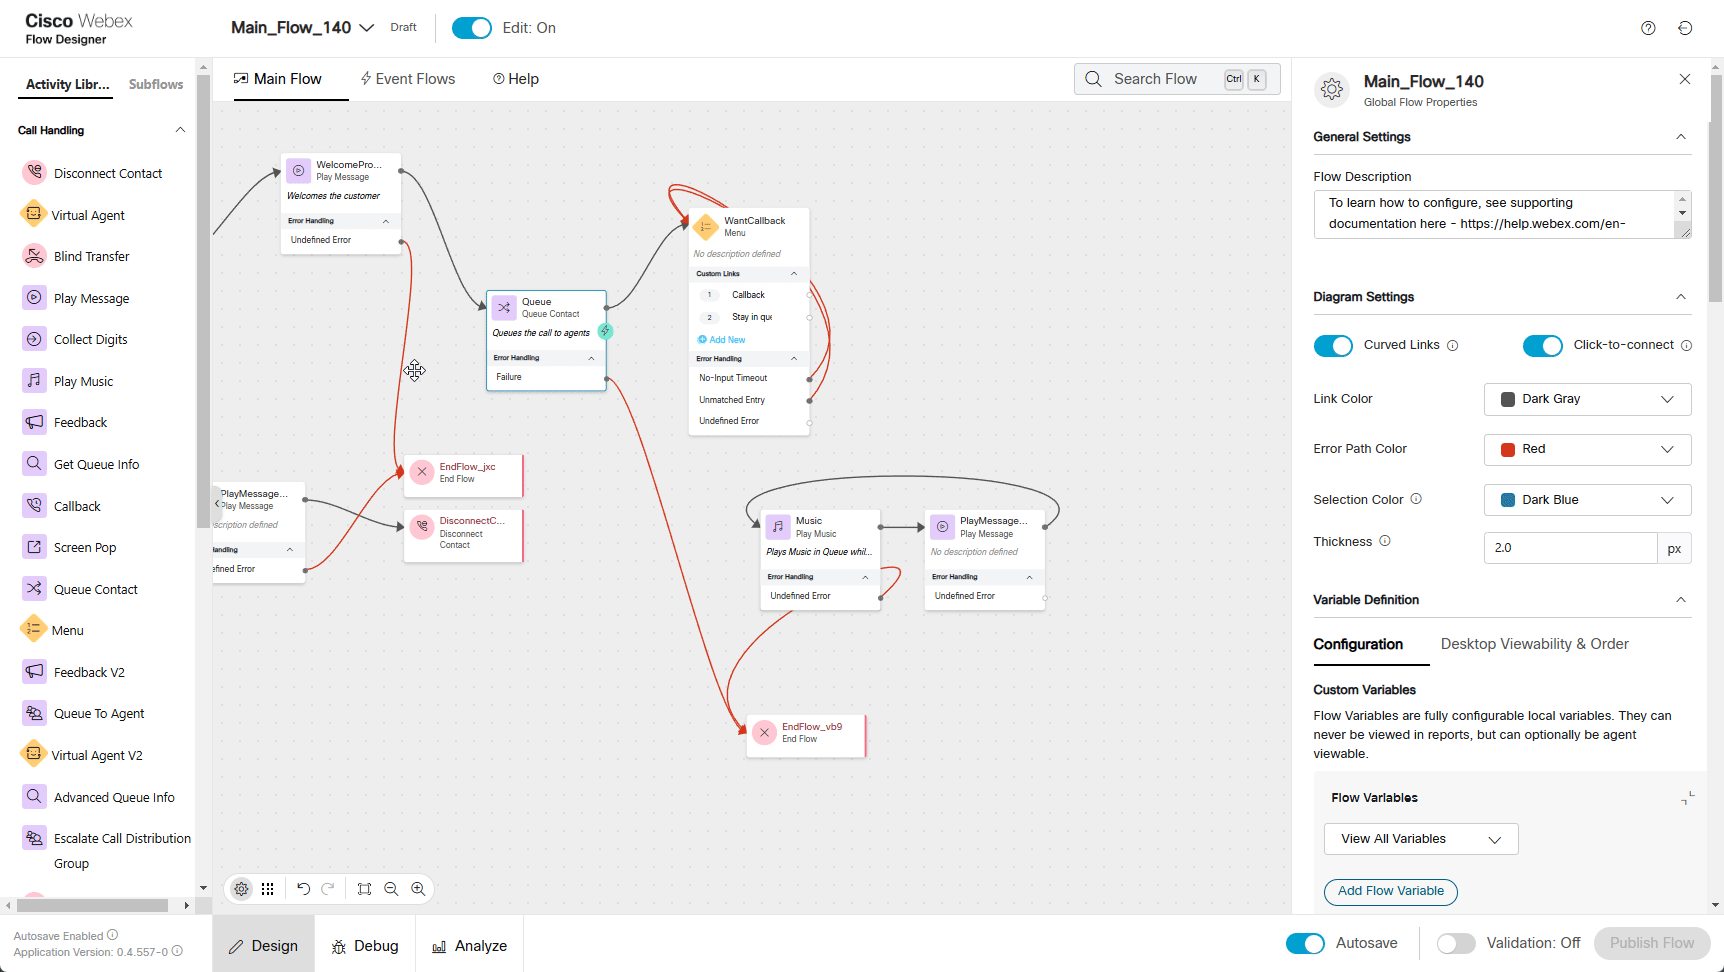 Cisco Webex
Flow Designer
Main_Flow_140
Draft
Edit: On
Activity Libr...
Subflows
Call Handling
Disconnect Contact
Virtual Agent
Blind Transfer
Play Message
Collect Digits
Play Music
Feedback
Get Queue Info
Callback
Screen Pop
Queue Contact
Menu
Feedback V2
Queue To Agent
Virtual Agent V2
Advanced Queue Info
Escalate Call Distribution
Group
Autosave Enabled
Application Version: 0.4.557-0
Main Flow
Event Flows
Help
Search Flow
Ctrl
K
WelcomePro...
Play Message
Welcomes the customer
Error Handling
Undefined Error
Queue
Queue Contact
Queues the call to agents
Error Handling
Failure
WantCallback
Menu
No description defined
Custom Links
1
Callback
2
Stay in qu
Add New
Error Handling
No-Input Timeout
Unmatched Entry
Undefined Error
EndFlow_jxc
End Flow
PlayMessage...
Play Message
scription defined
andling
efined Error
DisconnectC...
Disconnect
Contact
Music
Play Music
Plays Music in Queue whil...
Error Handling
Undefined Error
PlayMessage...
Play Message
No description defined
Error Handling
Undefined Error
EndFlow_vb9
End Flow
Design
Debug
Analyze
Main_Flow_140
Global Flow Properties
General Settings
Flow Description
To learn how to configure, see supporting
documentation here - https://help.webex.com/en-
Diagram Settings
Curved Links
Click-to-connect
Link Color
Dark Gray
Error Path Color
Red
Selection Color
Dark Blue
Thickness
2.0
px
Variable Definition
Configuration
Desktop Viewability & Order
Custom Variables
Flow Variables are fully configurable local variables. They can
never be viewed in reports, but can optionally be agent
viewable.
Flow Variables
View All Variables
Add Flow Variable
Autosave
Validation: Off
Publish Flow